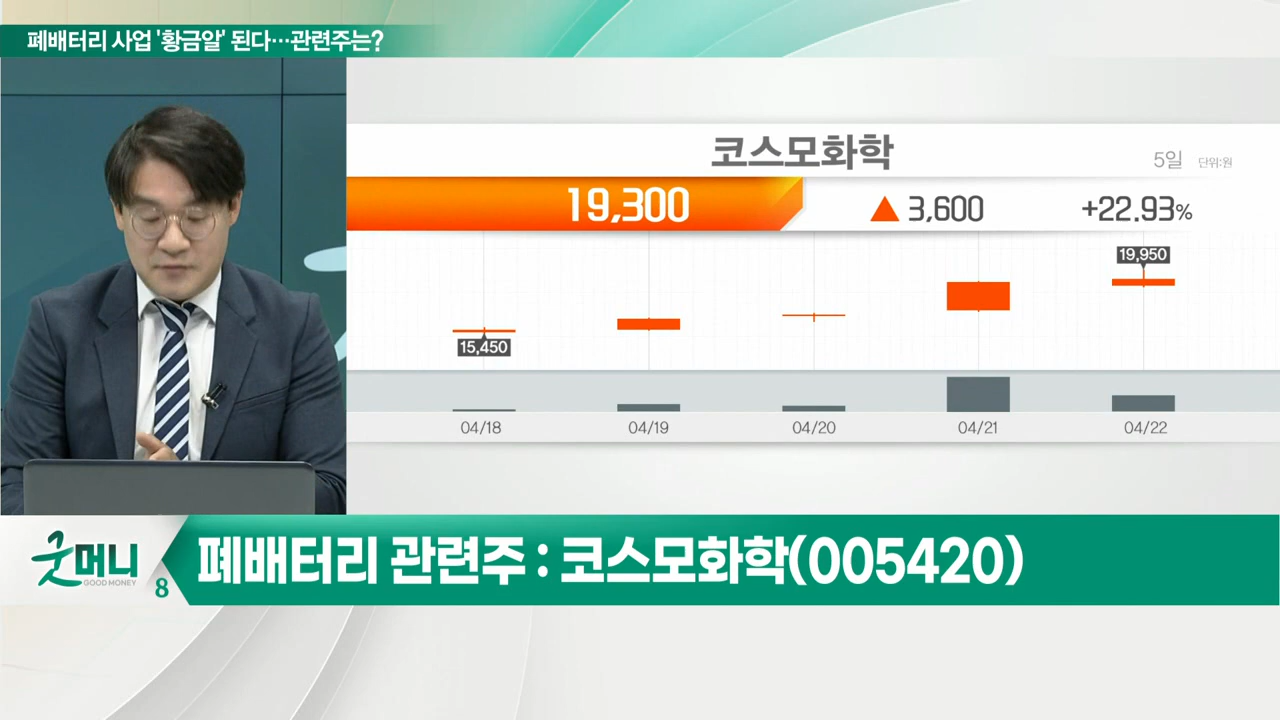 폐배터리 사업 '황금알' 된다…관련주는?
코스모화학
5일 단위:원
19,300 ▲ 3,600 +22.93%
19,950
15,450
04/18 04/19 04/20 04/21 04/22
굿머니
GOOD MONEY
8
폐배터리 관련주 : 코스모화학(005420)